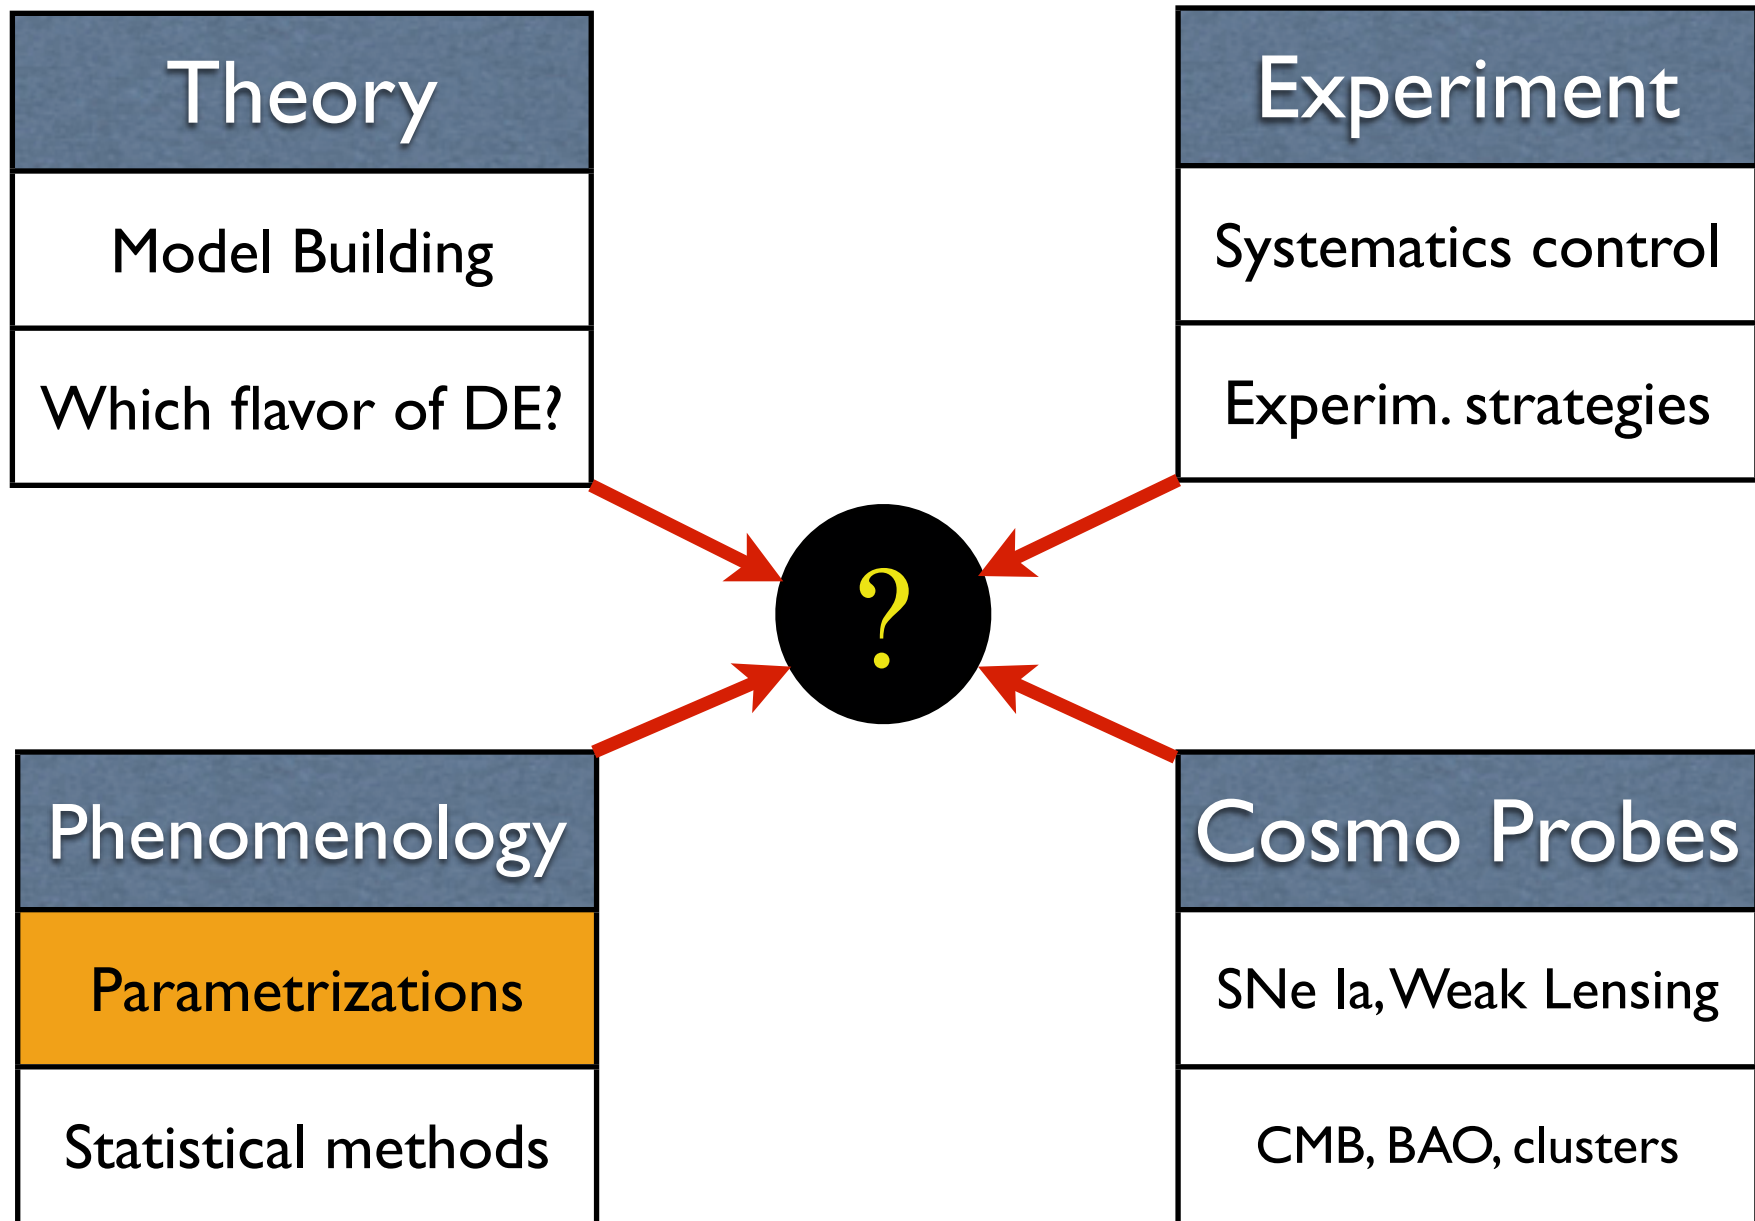 Theory
Model Building
Which flavor of DE?
Experiment
Systematics control
Experim. strategies
?
Phenomenology
Parametrizations
Statistical methods
Cosmo Probes
SNe Ia, Weak Lensing
CMB, BAO, clusters